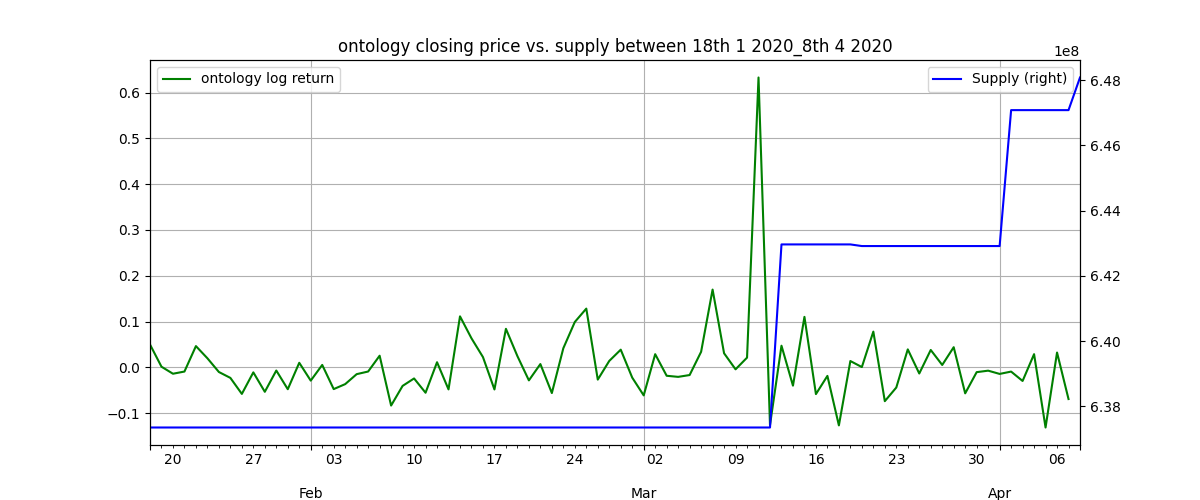 ontology closing price vs. supply between 18th 1 2020_8th 4 2020
1e8
ontology log return
Supply (right)
0.6
0.5
0.4
0.3
0.2
0.1
0.0
−0.1
6.48
6.46
6.44
6.42
6.40
6.38
20 27 03 10 17 24 02 09 16 23 30 06
Feb Mar Apr